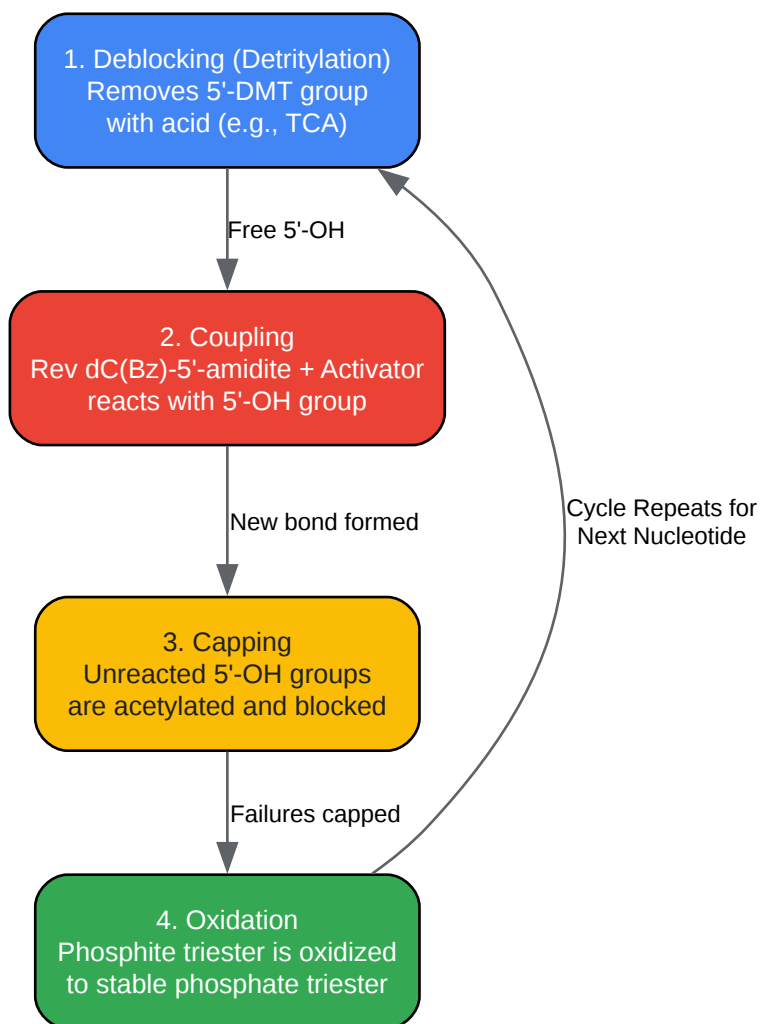 1. Deblocking (Detritylation)
Removes 5'-DMT group
with acid (e.g., TCA)
Free 5'-OH
2. Coupling
Rev dC(Bz)-5'-amidite + Activator
reacts with 5'-OH group
New bond formed
Cycle Repeats for
Next Nucleotide
3. Capping
Unreacted 5'-OH groups
are acetylated and blocked
Failures capped
4. Oxidation
Phosphite triester is oxidized
to stable phosphate triester